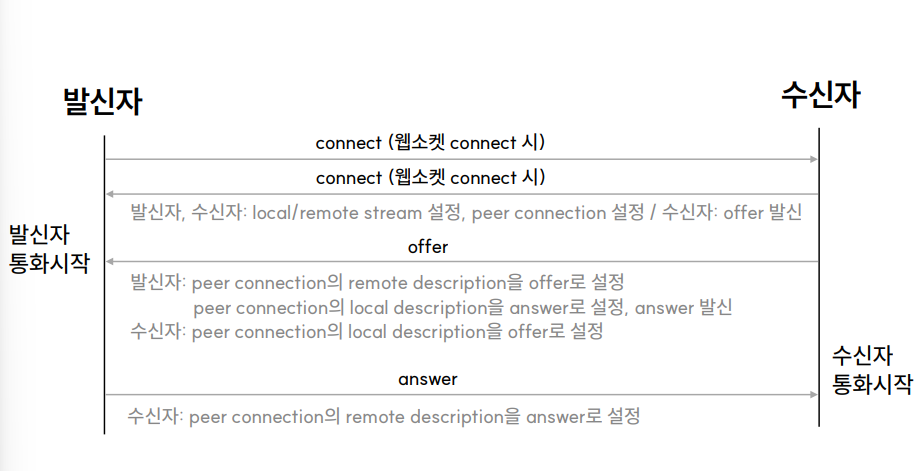 발신자
수신자
connect (웹소켓 connect 시)
connect (웹소켓 connect 시)
발신자, 수신자: local/remote stream 설정, peer connection 설정 / 수신자: offer 발신
발신자
통화시작
offer
발신자: peer connection의 remote description을 offer로 설정
peer connection의 local description을 answer로 설정, answer 발신
수신자: peer connection의 local description을 offer로 설정
수신자
통화시작
answer
수신자: peer connection의 remote description을 answer로 설정